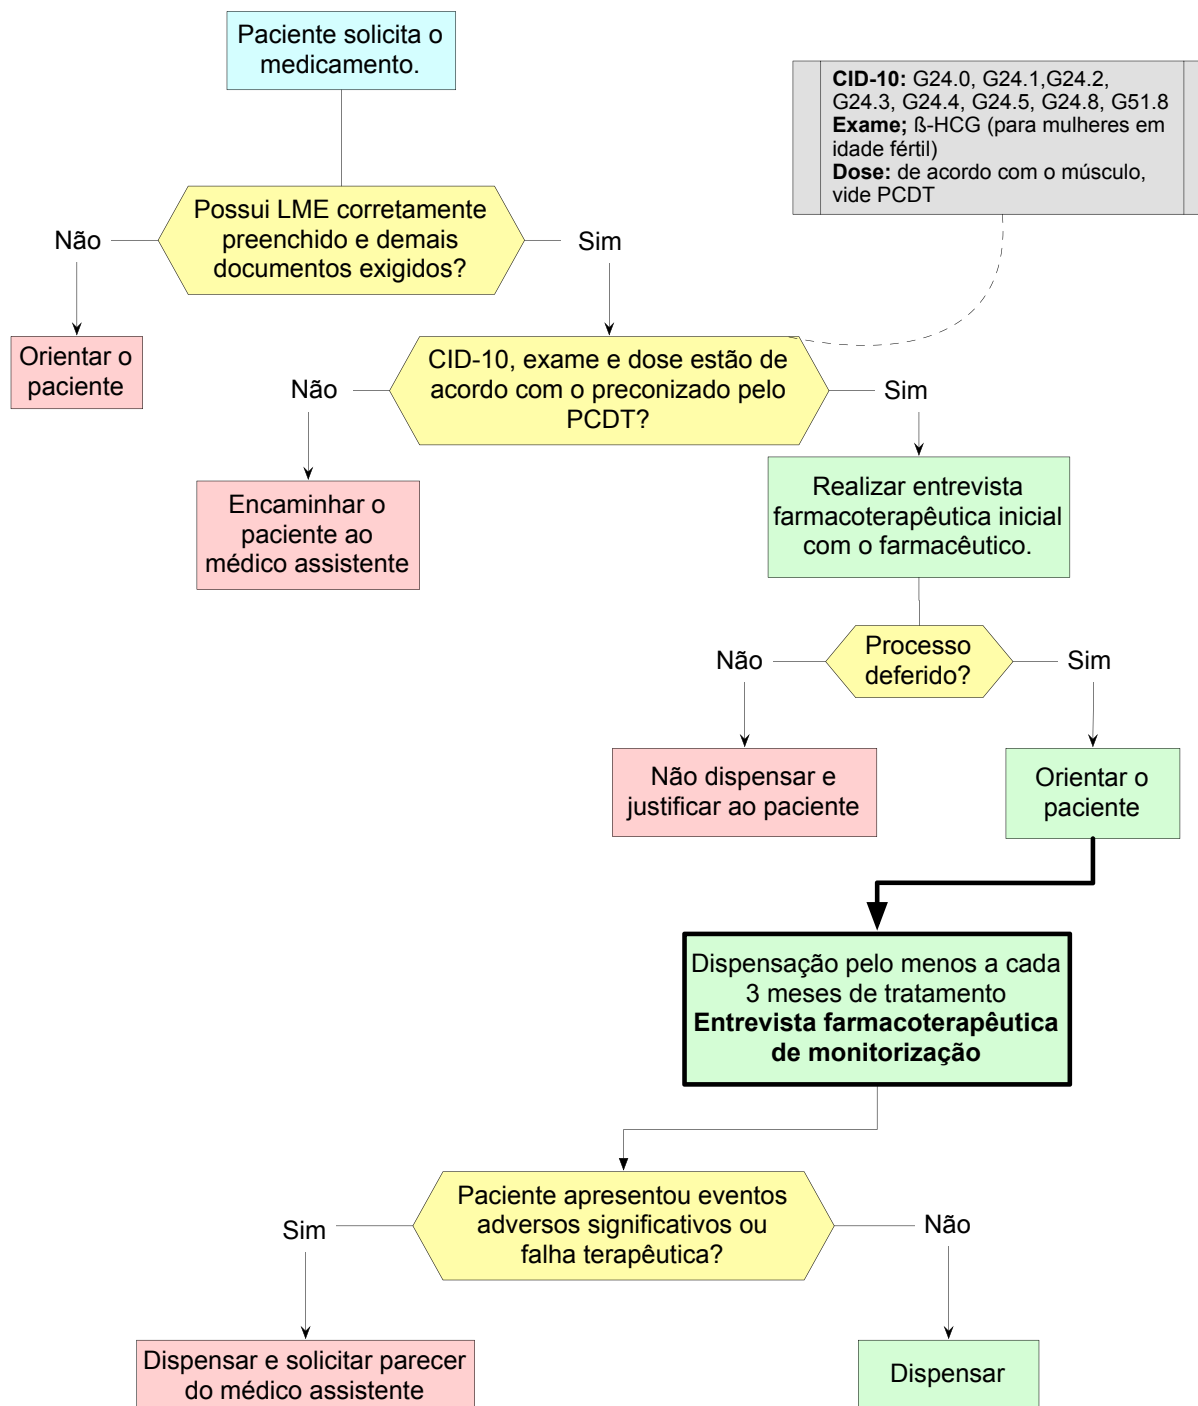 Paciente solicita o
medicamento.
CID-10: G24.0, G24.1,G24.2,
G24.3, G24.4, G24.5, G24.8, G51.8
Exame; ß-HCG (para mulheres em
idade fértil)
Dose: de acordo com o músculo,
vide PCDT
Possui LME corretamente
preenchido e demais
documentos exigidos?
Não
Sim
Orientar o
paciente
CID-10, exame e dose estão de
acordo com o preconizado pelo
PCDT?
Não
Sim
Encaminhar o
paciente ao
médico assistente
Realizar entrevista
farmacoterapêutica inicial
com o farmacêutico.
Processo
deferido?
Não
Sim
Não dispensar e
justificar ao paciente
Orientar o
paciente
Dispensação pelo menos a cada
3 meses de tratamento
Entrevista farmacoterapêutica
de monitorização
Paciente apresentou eventos
adversos significativos ou
falha terapêutica?
Sim
Não
Dispensar e solicitar parecer
do médico assistente
Dispensar